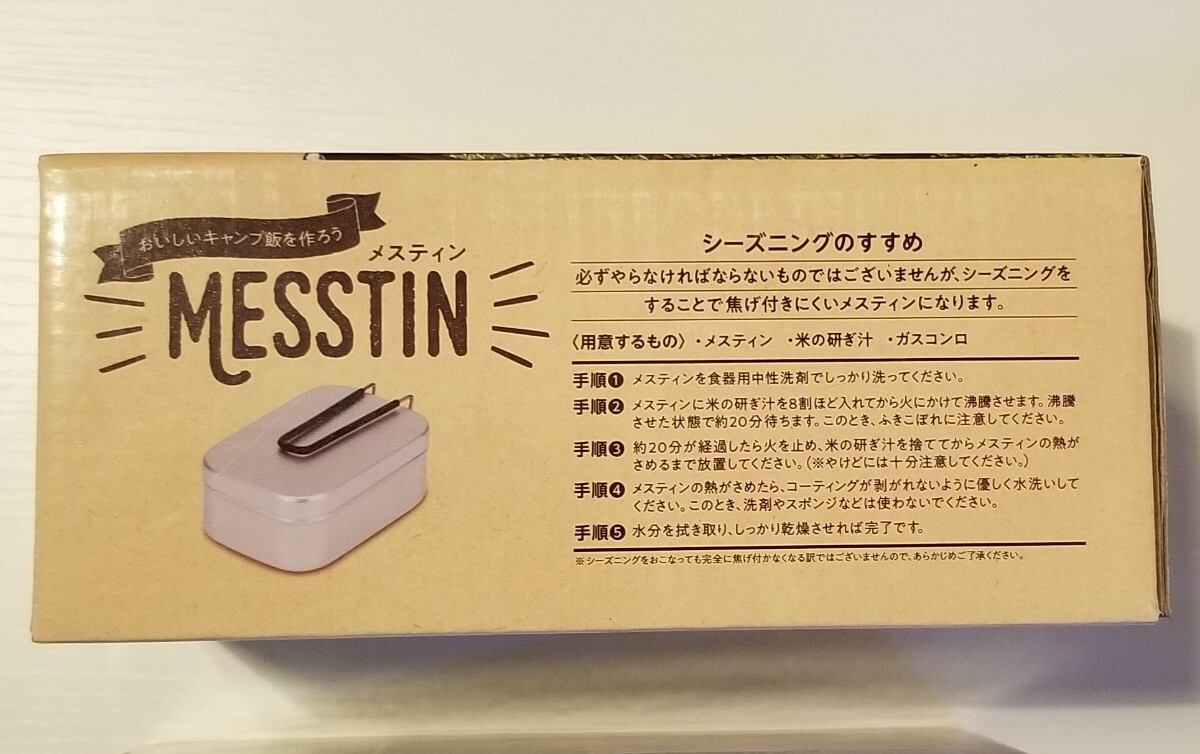 おいしいキャンプ飯を作ろう
メスティン
MESSTIN
シーズニングのすすめ
必ずやらなければならないものではございませんが、シーズニングを
することで焦げ付きにくいメスティンになります。
〈用意するもの〉・メスティン ・米の研ぎ汁 ・ガスコンロ
手順❶ メスティンを食器用中性洗剤でしっかり洗ってください。
手順❷ メスティンに米の研ぎ汁を8割ほど入れてから火にかけて沸騰させます。沸騰
させた状態で約20分待ちます。このとき、ふきこぼれに注意してください。
手順❸ 約20分が経過したら火を止め、米の研ぎ汁を捨ててからメスティンの熱が
さめるまで放置してください。(※やけどには十分注意してください。)
手順❹ メスティンの熱がさめたら、コーティングが剥がれないように優しく水洗いして
ください。このとき、洗剤やスポンジなどは使わないでください。
手順❺ 水分を拭き取り、しっかり乾燥させれば完了です。
※シーズニングをおこなっても完全に焦げ付かなくなる訳ではございませんので、あらかじめご了承ください。